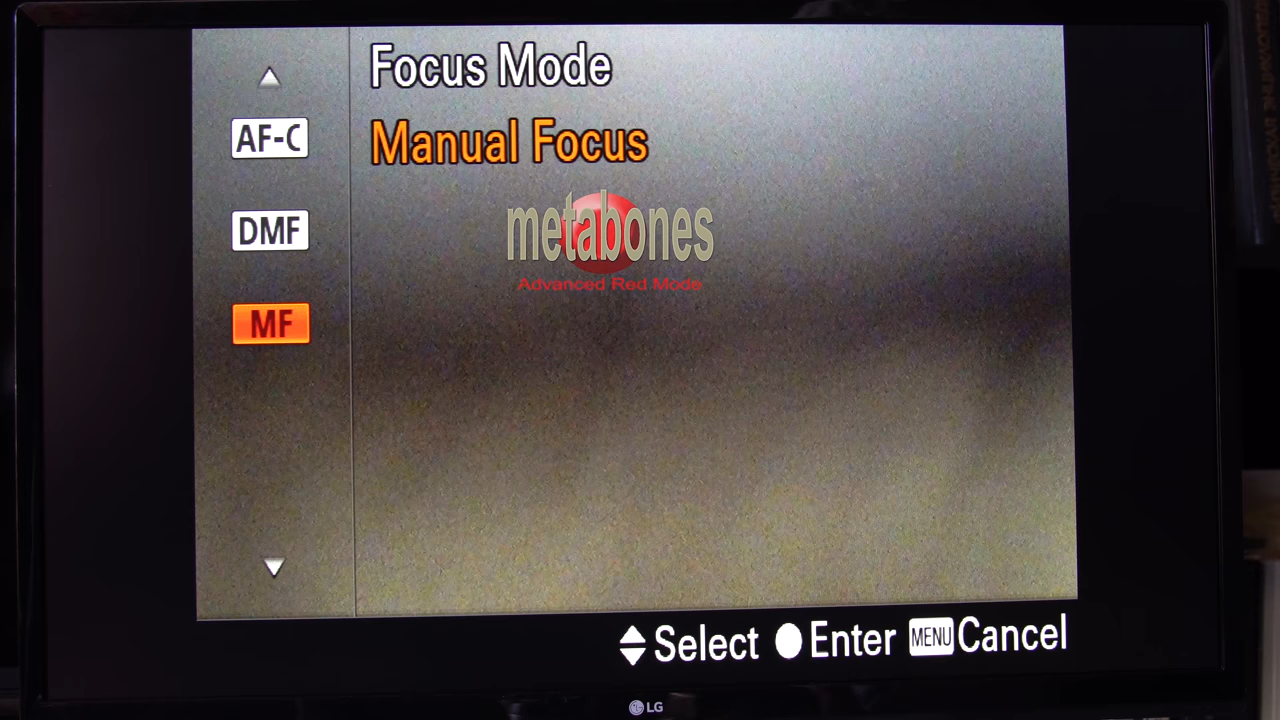 Focus Mode
AF-C
Manual Focus
DMF
metabones
Advanced Red Mode
MF
Select Enter MENU Cancel
LG